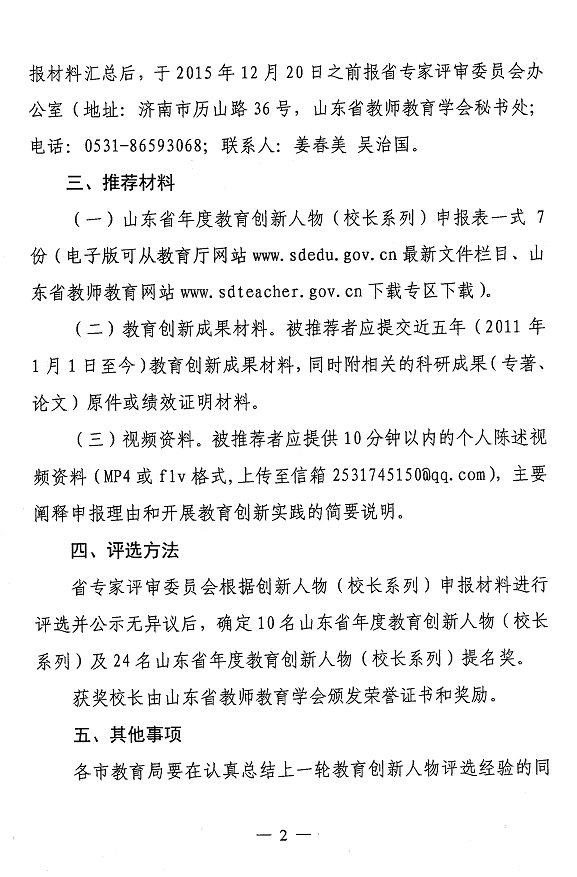 报材料汇总后，于 2015 年 12 月 20 日之前报省专家评审委员会办
公室（地址：济南市历山路 36 号，山东省教师教育学会秘书处；
电话：0531-86593068；联系人：姜春美 吴治国。
三、推荐材料
（一）山东省年度教育创新人物（校长系列）申报表一式 7
份（电子版可从教育厅网站 www.sdedu.gov.cn 最新文件栏目、山
东省教师教育网站 www.sdteacher.gov.cn 下载专区下载）。
（二）教育创新成果材料。被推荐者应提交近五年（2011 年
1 月 1 日至今）教育创新成果材料，同时附相关的科研成果（专著、
论文）原件或绩效证明材料。
（三）视频资料。被推荐者应提供 10 分钟以内的个人陈述视
频资料（MP4 或 flv 格式，上传至信箱 2531745150@qq.com），主要
阐释申报理由和开展教育创新实践的简要说明。
四、评选方法
省专家评审委员会根据创新人物（校长系列）申报材料进行
评选并公示无异议后，确定 10 名山东省年度教育创新人物（校长
系列）及 24 名山东省年度教育创新人物（校长系列）提名奖。
获奖校长由山东省教师教育学会颁发荣誉证书和奖励。
五、其他事项
各市教育局要在认真总结上一轮教育创新人物评选经验的同
— 2 —